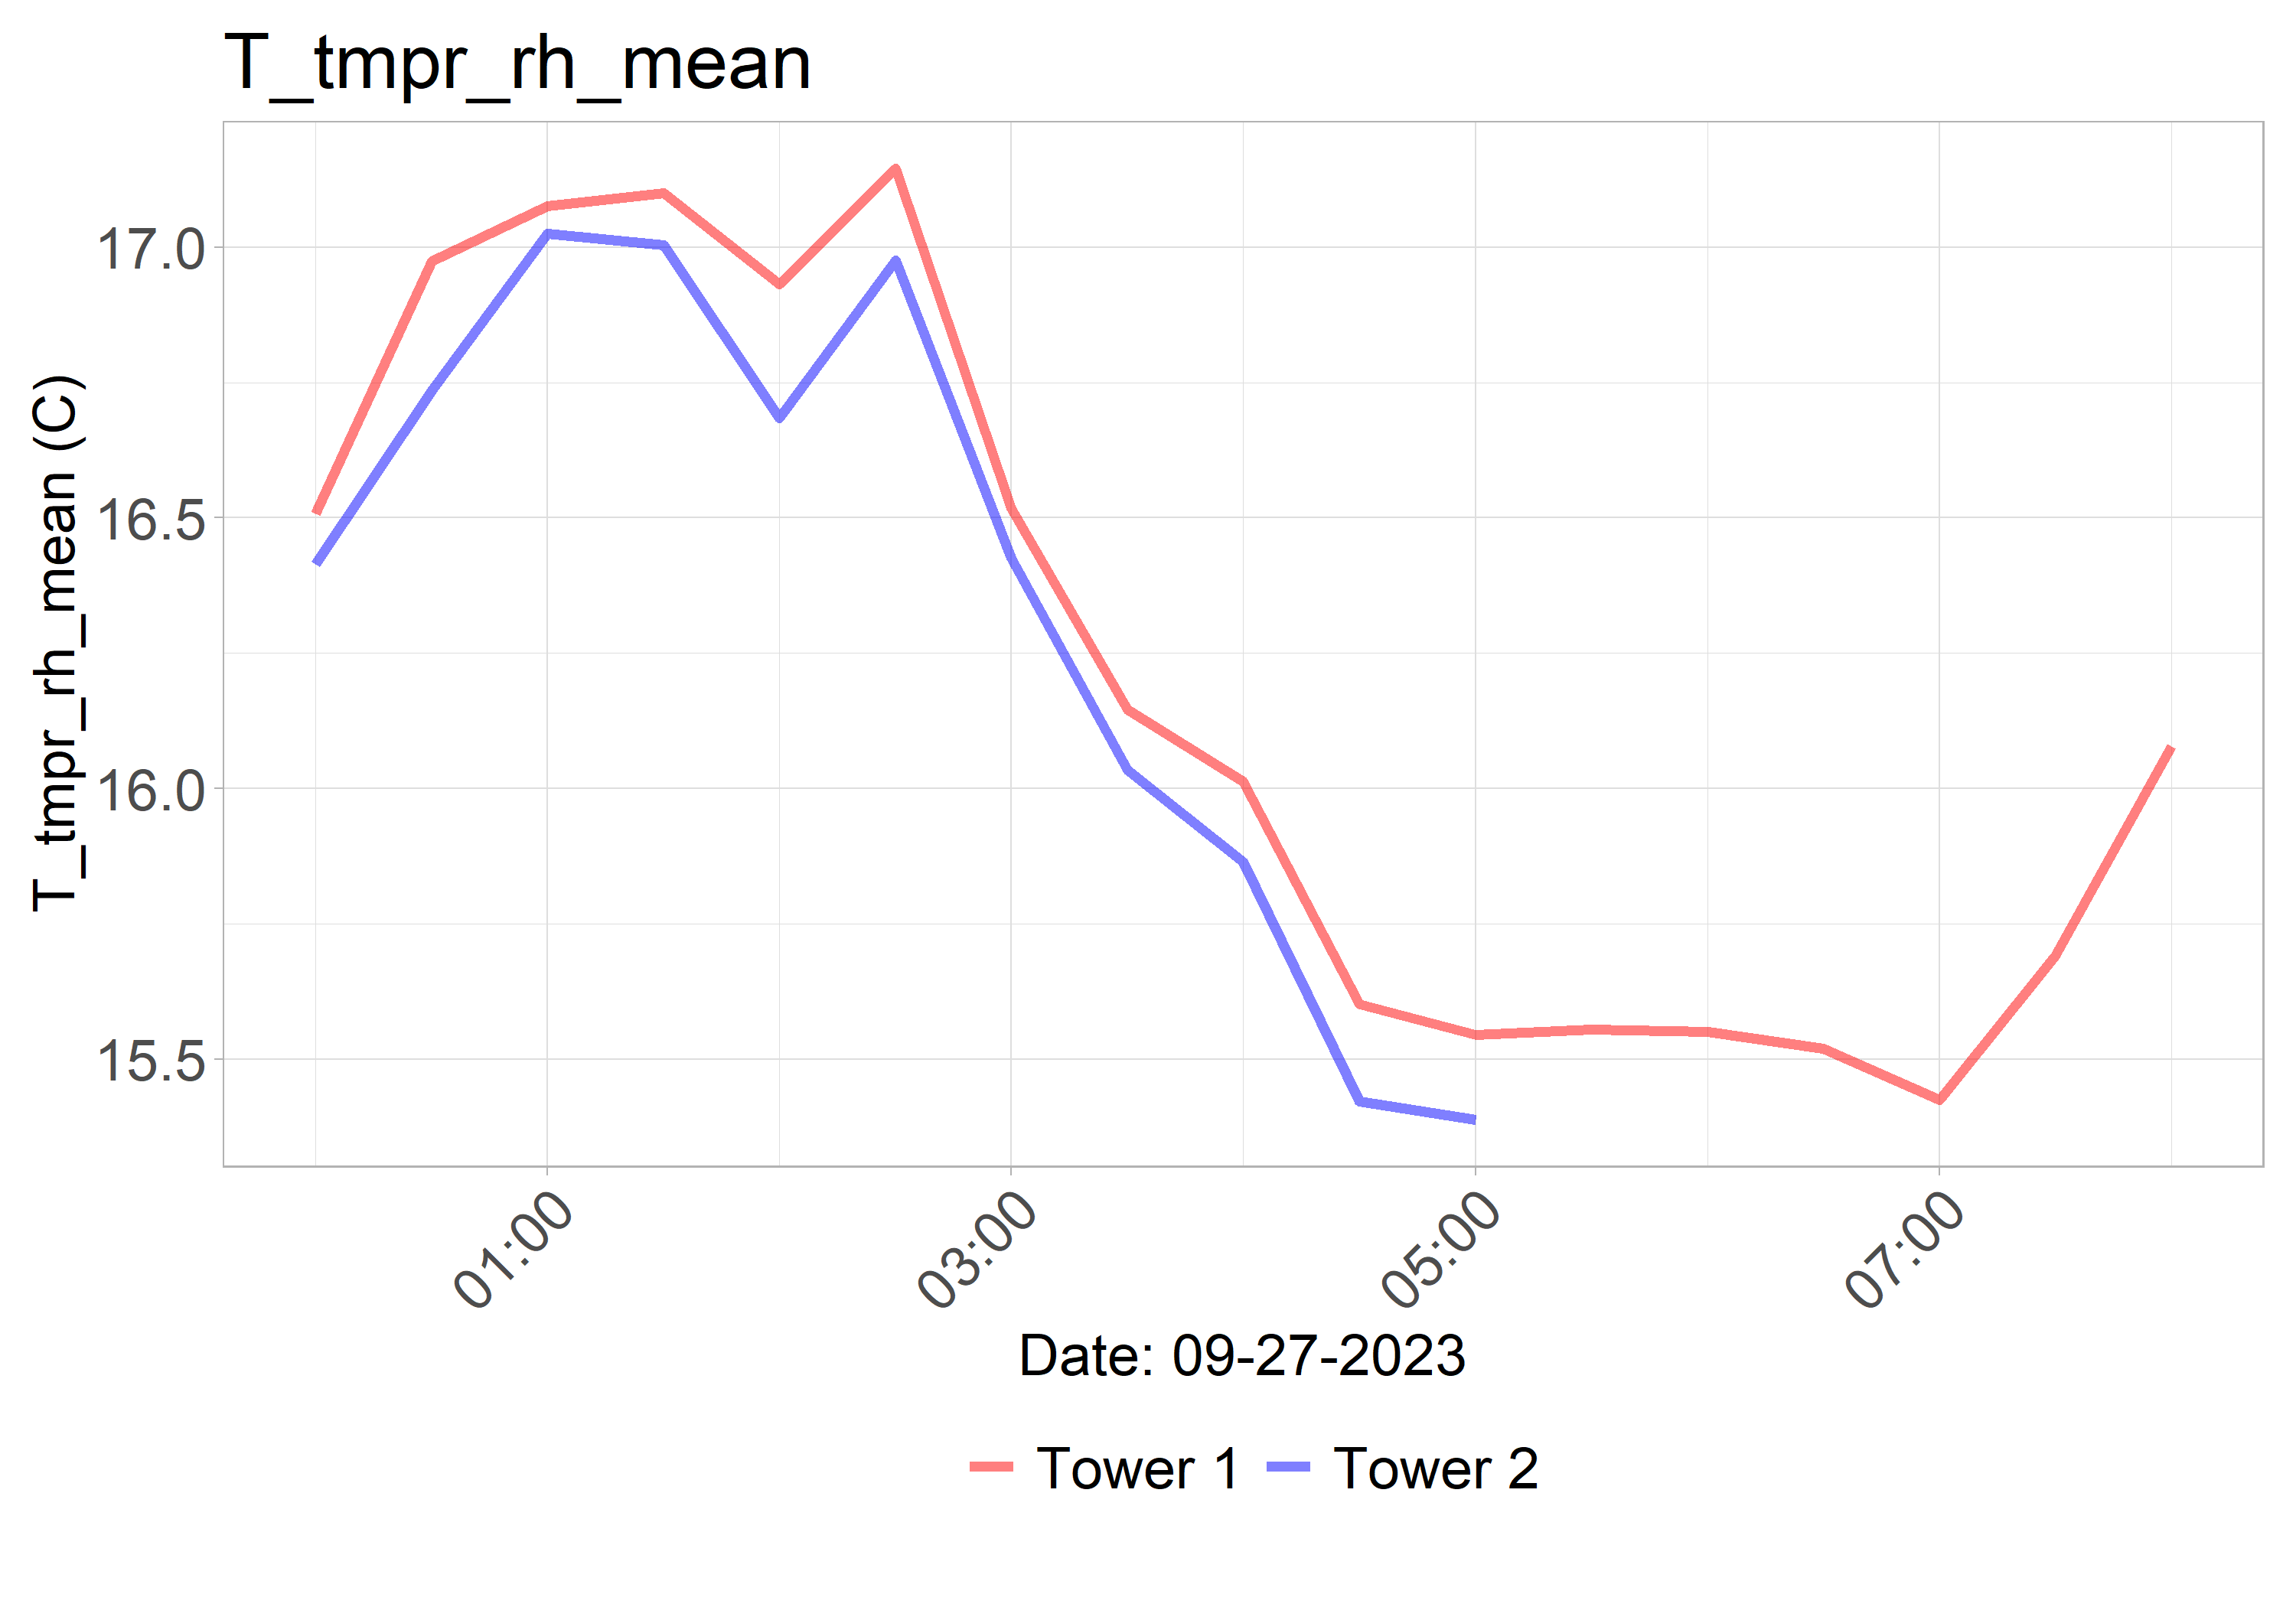 T_tmpr_rh_mean
T_tmpr_rh_mean (C)
17.0
16.5
16.0
15.5
01:00
03:00
05:00
07:00
Date: 09-27-2023
Tower 1
Tower 2